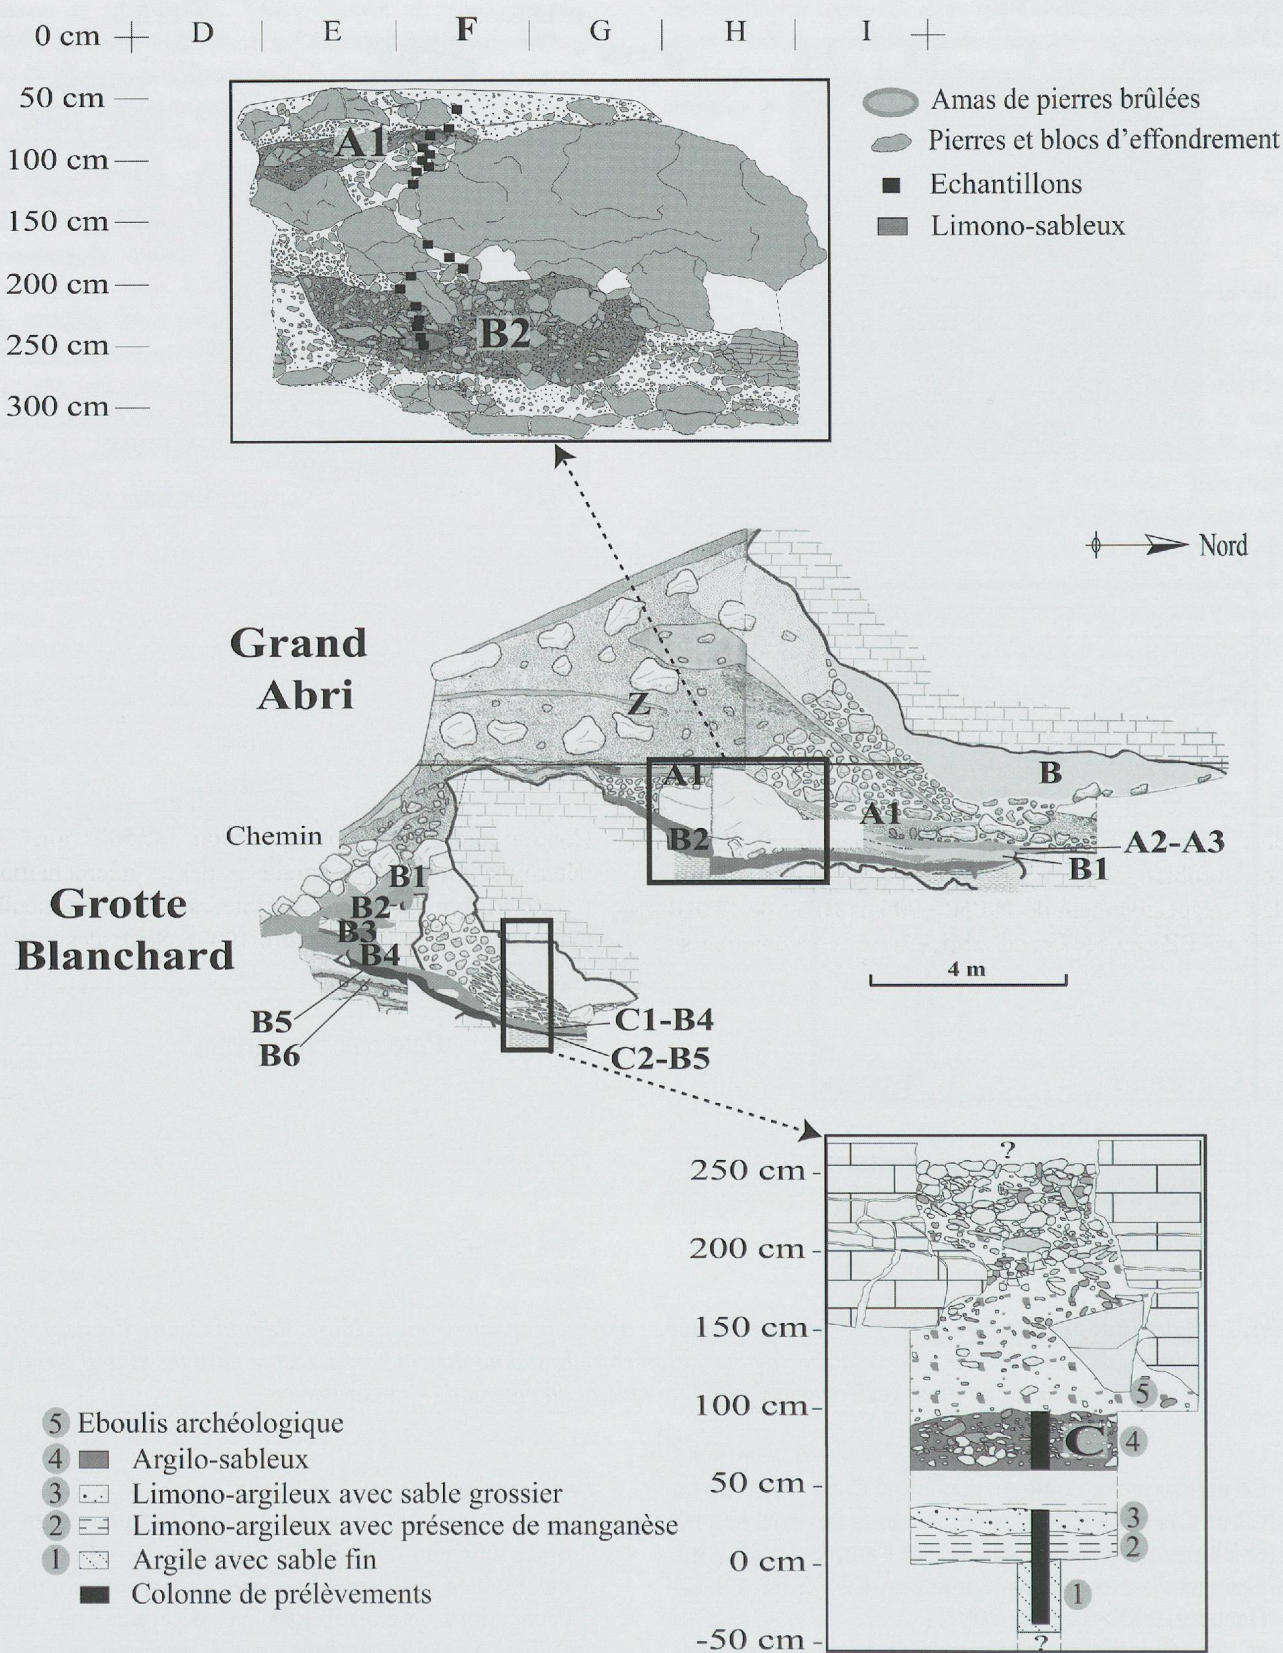 0 cm D E F G H I
50 cm
100 cm
150 cm
200 cm
250 cm
300 cm
A1
B2
Amas de pierres brûlées
Pierres et blocs d'effondrement
Echantillons
Limono-sableux
Nord
Grand
Abri
Z
B
A1
A1
Chemin
B2
A2-A3
B1
B1
Grotte
Blanchard
B2
B3
B4
4 m
B5
B6
C1-B4
C2-B5
?
250 cm
200 cm
150 cm
100 cm
50 cm
0 cm
-50 cm
5
C 4
3
2
1
?
5 Eboulis archéologique
4 Argilo-sableux
3 Limono-argileux avec sable grossier
2 Limono-argileux avec présence de manganèse
1 Argile avec sable fin
Colonne de prélèvements